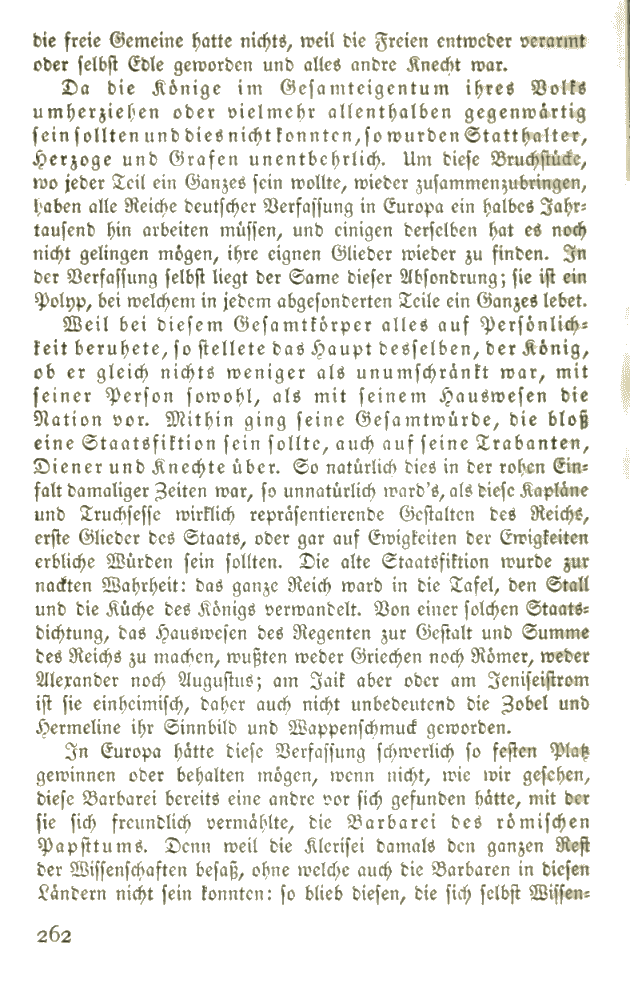 die freie Gemeine hatte nichts, weil die Freien entweder verarmt
oder selbst Edle geworden und alles andre Knecht war.
Da die Könige im Gesamteigentum ihres Volks
umherziehen oder vielmehr allenthalben gegenwärtig
sein sollten und dies nicht konnten, so wurden Statthalter,
Herzoge und Grafen unentbehrlich. Um diese Bruchstücke,
wo jeder Teil ein Ganzes sein wollte, wieder zusammenzubringen,
haben alle Reiche deutscher Verfassung in Europa ein halbes Jahr-
tausend hin arbeiten müssen, und einigen derselben hat es noch
nicht gelingen mögen, ihre eignen Glieder wieder zu finden. In
der Verfassung selbst liegt der Same dieser Absondrung; sie ist ein
Polyp, bei welchem in jedem abgesonderten Teile ein Ganzes lebet.
Weil bei diesem Gesamtkörper alles auf Persönlich-
keit beruhete, so stellete das Haupt desselben, der König,
ob er gleich nichts weniger als unumschränkt war, mit
seiner Person sowohl, als mit seinem Hauswesen die
Nation vor. Mithin ging seine Gesamtwürde, die bloß
eine Staatsfiktion sein sollte, auch auf seine Trabanten,
Diener und Knechte über. So natürlich dies in der rohen Ein-
falt damaliger Zeiten war, so unnatürlich ward's, als diese Kapläne
und Truchsesse wirklich repräsentierende Gestalten des Reichs,
erste Glieder des Staats, oder gar auf Ewigkeiten der Ewigkeiten
erbliche Würden sein sollten. Die alte Staatsfiktion wurde zur
nackten Wahrheit: das ganze Reich ward in die Tafel, den Stall
und die Küche des Königs verwandelt. Von einer solchen Staats-
dichtung, das Hauswesen des Regenten zur Gestalt und Summe
des Reichs zu machen, wußten weder Griechen noch Römer, weder
Alexander noch Augustus; am Jaik aber oder am Jeniseistrom
ist sie einheimisch, daher auch nicht unbedeutend die Zobel und
Hermeline ihr Sinnbild und Wappenschmuck geworden.
In Europa hätte diese Verfassung schwerlich so festen Platz
gewinnen oder behalten mögen, wenn nicht, wie wir gesehen,
diese Barbarei bereits eine andre vor sich gefunden hätte, mit der
sie sich freundlich vermählte, die Barbarei des römischen
Papsttums. Denn weil die Klerisei damals den ganzen Rest
der Wissenschaften besaß, ohne welche auch die Barbaren in diesen
Ländern nicht sein konnten: so blieb diesen, die sich selbst Wissen-
262